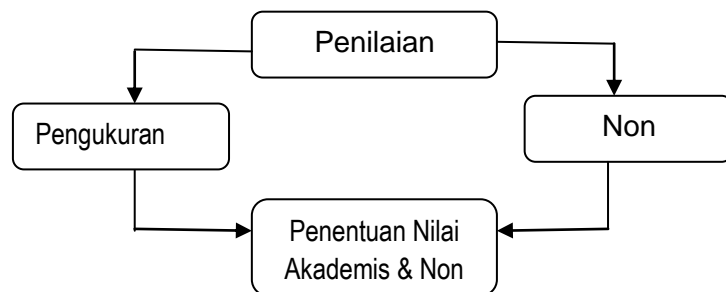 Penilaian
Pengukuran
Non
Penentuan Nilai
Akademis & Non